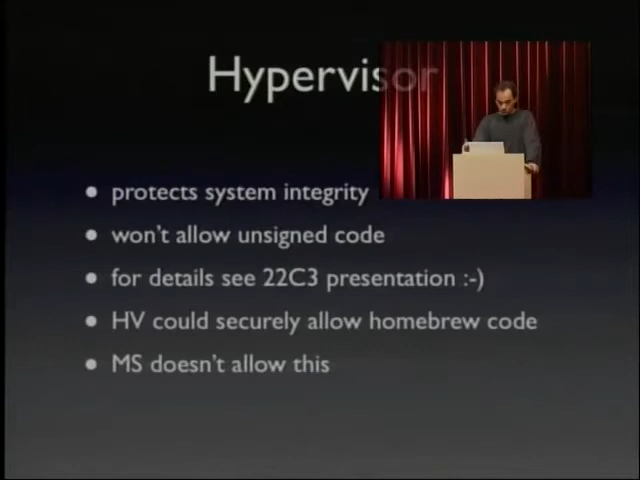 Hypervisor
• protects system integrity
• won't allow unsigned code
• for details see 22C3 presentation :-)
• HV could securely allow homebrew code
• MS doesn't allow this